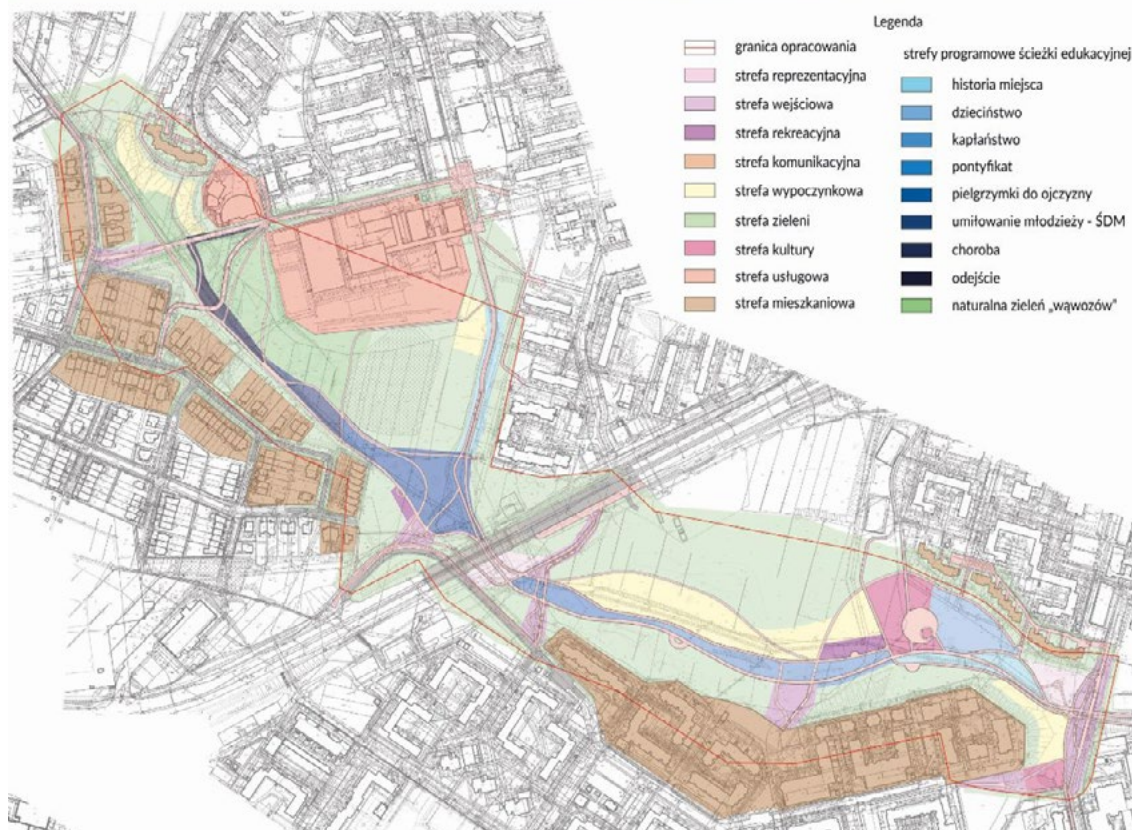 Legenda
granica opracowania
strefa reprezentacyjna
strefa wejściowa
strefa rekreacyjna
strefa komunikacyjna
strefa wypoczynkowa
strefa zieleni
strefa kultury
strefa usługowa
strefa mieszkaniowa
strefy programowe ścieżki edukacyjnej
historia miejsca
dzieciństwo
kapłaństwo
pontyfikat
pielgrzymki do ojczyzny
umiłowanie młodzieży - ŚDM
choroba
odejście
naturalna zieleń „wąwozów"